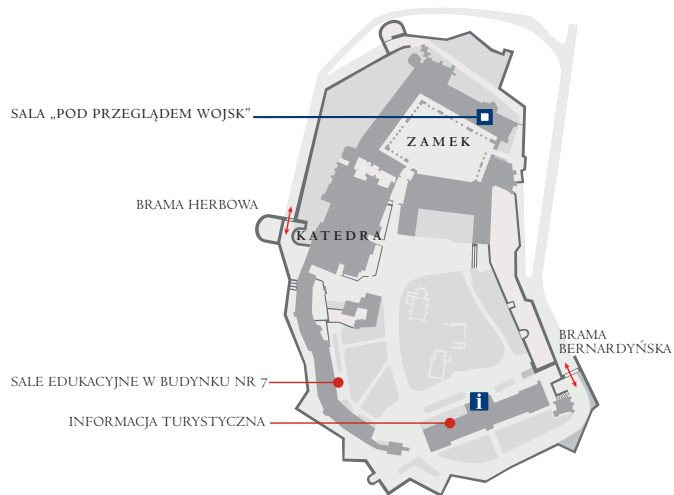 SALA „POD PRZEGLĄDEM WOJSK”
ZAMEK
BRAMA HERBOWA
KATEDRA
BRAMA
BERNARDYŃSKA
SALE EDUKACYJNE W BUDYNKU NR 7
i
INFORMACJA TURYSTYCZNA